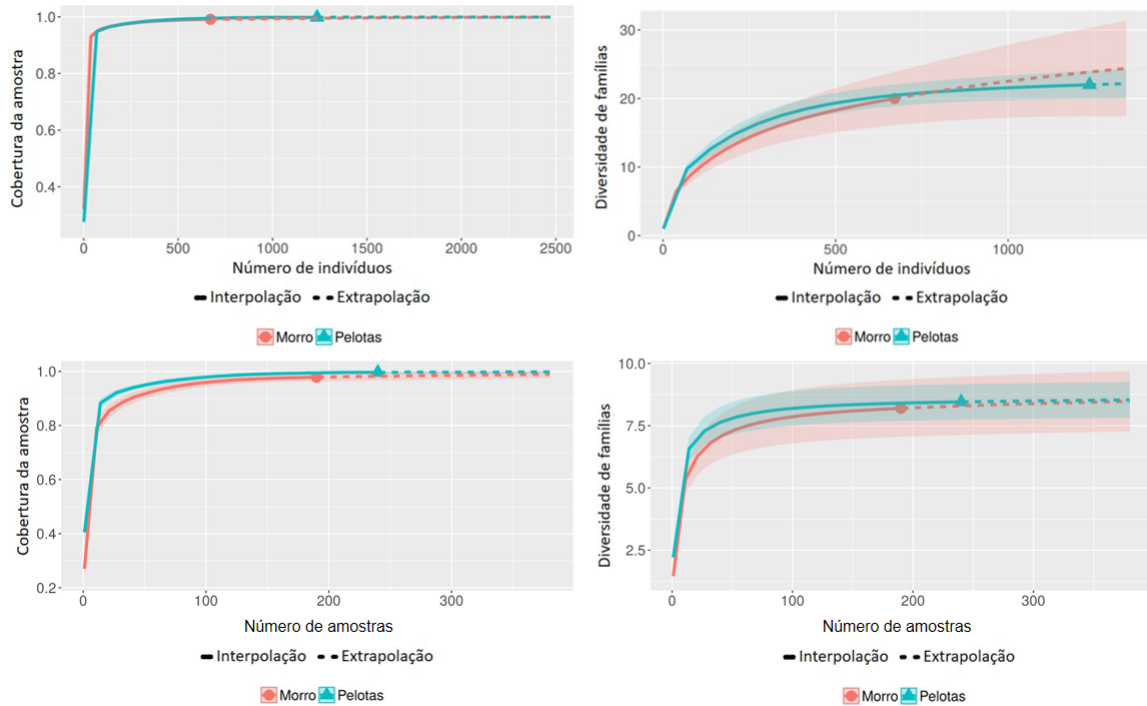 Cobertura da amostra
1.0
0.8
0.6
0.4
0 500 1000 1500 2000 2500
Número de indivíduos
Interpolação Extrapolação
Morro Pelotas
Diversidade de famílias
30
20
10
0
0 500 1000
Número de indivíduos
Interpolação Extrapolação
Morro Pelotas
Cobertura da amostra
1.0
0.8
0.6
0.4
0.2
0 100 200 300
Número de amostras
Interpolação Extrapolação
Morro Pelotas
Diversidade de famílias
10.0
7.5
5.0
2.5
0 100 200 300
Número de amostras
Interpolação Extrapolação
Morro Pelotas